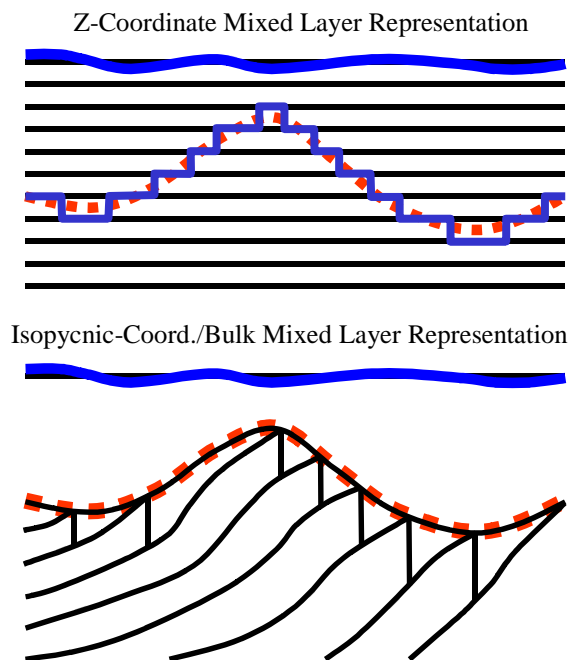 Z-Coordinate Mixed Layer Representation
Isopycnic-Coord./Bulk Mixed Layer Representation